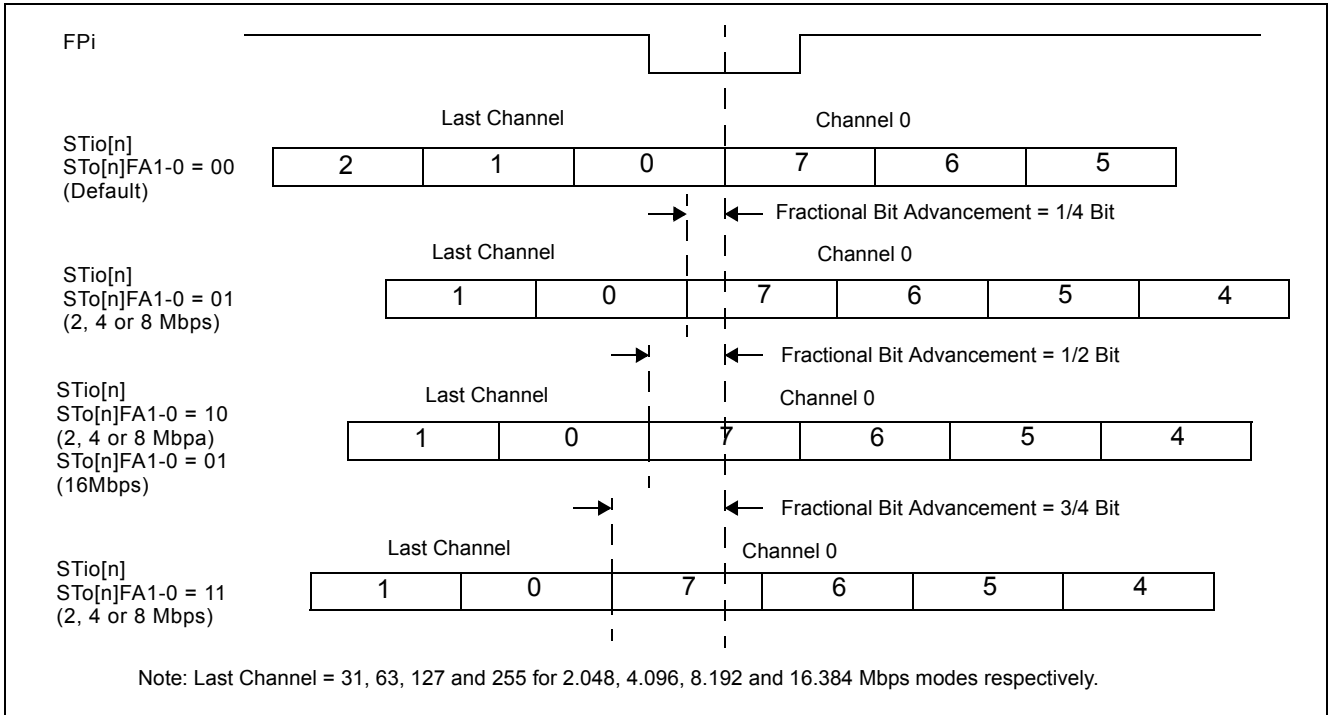 FPi
Last Channel
Channel 0
STio[n]
STo[n]FA1-0 = 00
(Default)
2 1 0 7 6 5
Fractional Bit Advancement = 1/4 Bit
Last Channel
Channel 0
STio[n]
STo[n]FA1-0 = 01
(2, 4 or 8 Mbps)
1 0 7 6 5 4
Fractional Bit Advancement = 1/2 Bit
Last Channel
Channel 0
STio[n]
STo[n]FA1-0 = 10
(2, 4 or 8 Mbpa)
STo[n]FA1-0 = 01
(16Mbps)
1 0 7 6 5 4
Fractional Bit Advancement = 3/4 Bit
Last Channel
Channel 0
STio[n]
STo[n]FA1-0 = 11
(2, 4 or 8 Mbps)
1 0 7 6 5 4
Note: Last Channel = 31, 63, 127 and 255 for 2.048, 4.096, 8.192 and 16.384 Mbps modes respectively.